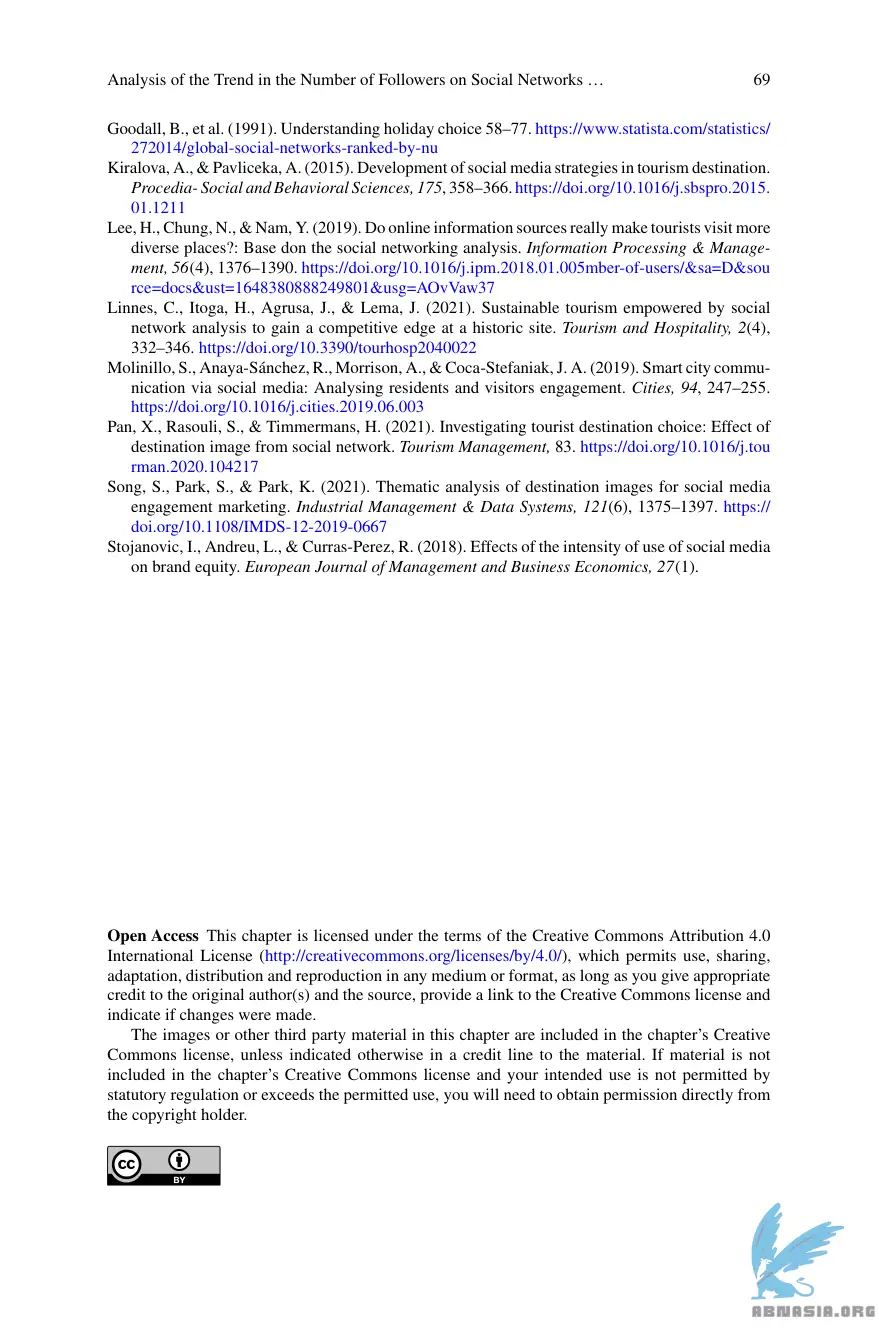 Analysis of the Trend in the Number of Followers on Social Networks … 69
Goodall, B., et al. (1991). Understanding holiday choice 58–77. https://www.statista.com/statistics/
272014/global-social-networks-ranked-by-nu
Kiralova, A., & Pavliceka, A. (2015). Development of social media strategies in tourism destination.
Procedia- Social and Behavioral Sciences, 175, 358–366. https://doi.org/10.1016/j.sbspro.2015.
01.1211
Lee, H., Chung, N., & Nam, Y. (2019). Do online information sources really make tourists visit more
diverse places?: Base don the social networking analysis. Information Processing & Manage-
ment, 56(4), 1376–1390. https://doi.org/10.1016/j.ipm.2018.01.005mber-of-users/&sa=D&sou
rce=docs&ust=1648380888249801&usg=AOvVaw37
Linnes, C., Itoga, H., Agrusa, J., & Lema, J. (2021). Sustainable tourism empowered by social
network analysis to gain a competitive edge at a historic site. Tourism and Hospitality, 2(4),
332–346. https://doi.org/10.3390/tourhosp2040022
Molinillo, S., Anaya-Sánchez, R., Morrison, A., & Coca-Stefaniak, J. A. (2019). Smart city commu-
nication via social media: Analysing residents and visitors engagement. Cities, 94, 247–255.
https://doi.org/10.1016/j.cities.2019.06.003
Pan, X., Rasouli, S., & Timmermans, H. (2021). Investigating tourist destination choice: Effect of
destination image from social network. Tourism Management, 83. https://doi.org/10.1016/j.tou
rman.2020.104217
Song, S., Park, S., & Park, K. (2021). Thematic analysis of destination images for social media
engagement marketing. Industrial Management & Data Systems, 121(6), 1375–1397. https://
doi.org/10.1108/IMDS-12-2019-0667
Stojanovic, I., Andreu, L., & Curras-Perez, R. (2018). Effects of the intensity of use of social media
on brand equity. European Journal of Management and Business Economics, 27(1).
Open Access This chapter is licensed under the terms of the Creative Commons Attribution 4.0
International License (http://creativecommons.org/licenses/by/4.0/), which permits use, sharing,
adaptation, distribution and reproduction in any medium or format, as long as you give appropriate
credit to the original author(s) and the source, provide a link to the Creative Commons license and
indicate if changes were made.
The images or other third party material in this chapter are included in the chapter's Creative
Commons license, unless indicated otherwise in a credit line to the material. If material is not
included in the chapter's Creative Commons license and your intended use is not permitted by
statutory regulation or exceeds the permitted use, you will need to obtain permission directly from
the copyright holder.
cc
BY
ABNASIA.ORG